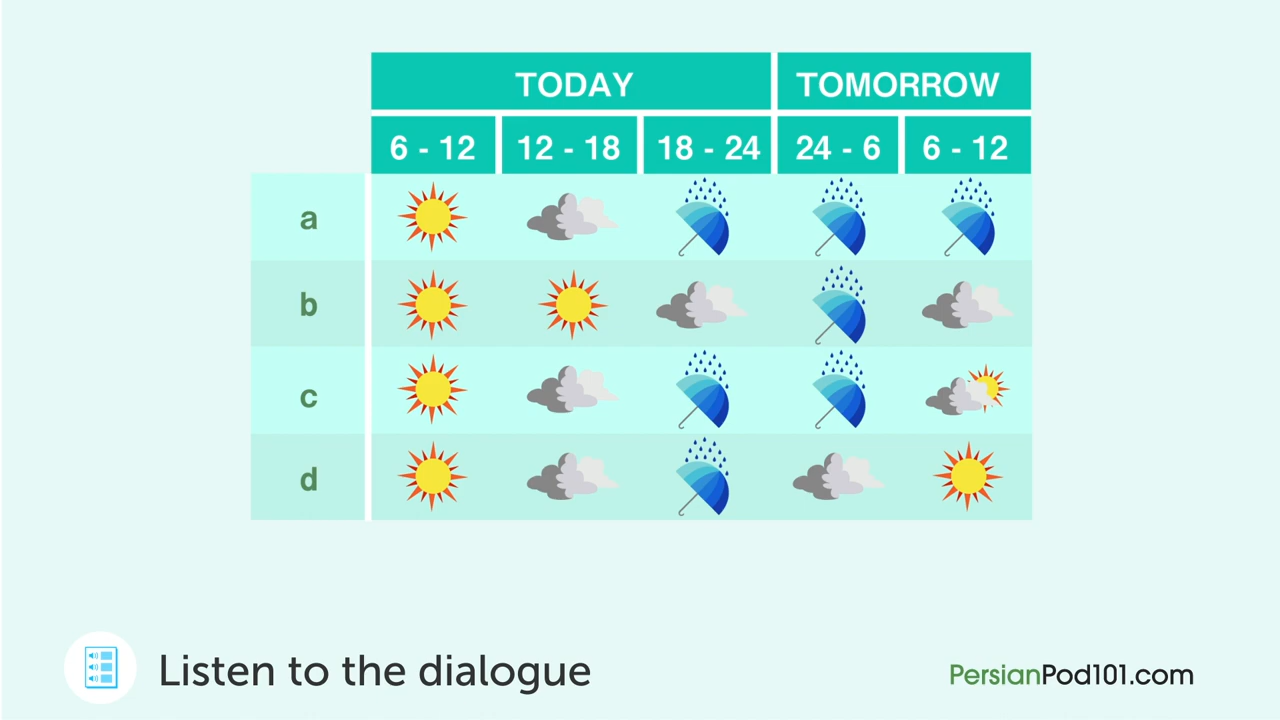 TODAY TOMORROW
6 - 12 12 - 18 18 - 24 24 - 6 6 - 12
a
b
c
d
Listen to the dialogue
PersianPod101.com